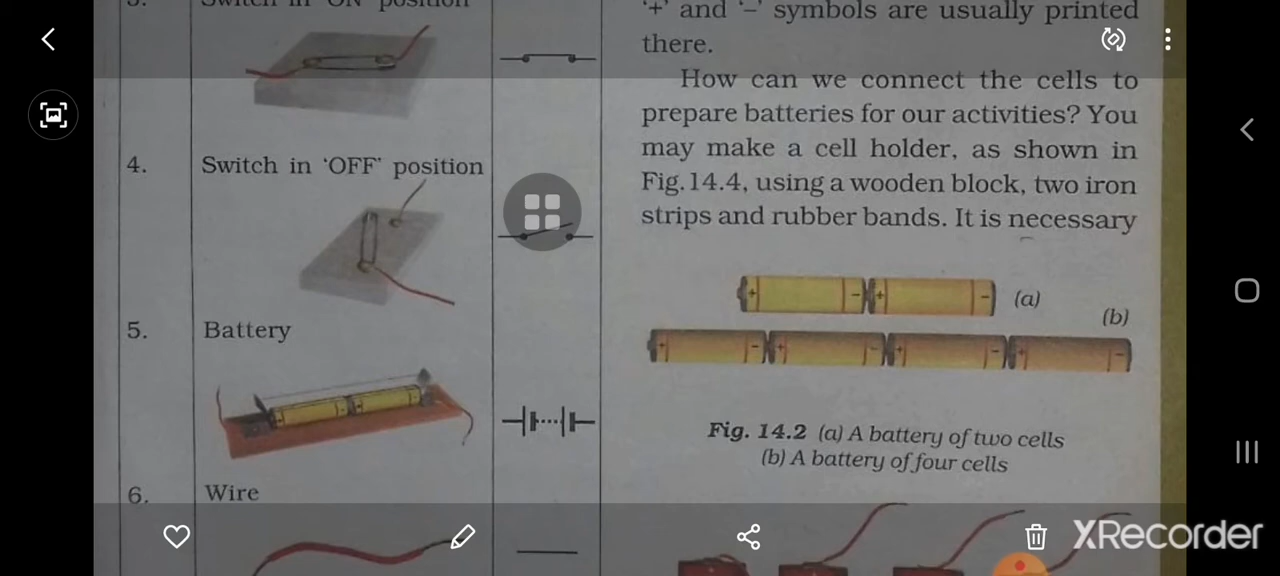 3. Switch in 'ON' position
4. Switch in 'OFF' position
5. Battery
6. Wire
'+' and '–' symbols are usually printed
there.
How can we connect the cells to
prepare batteries for our activities? You
may make a cell holder, as shown in
Fig. 14.4, using a wooden block, two iron
strips and rubber bands. It is necessary
+ – + – (a)
(b)
+ – + – + – + –
Fig. 14.2 (a) A battery of two cells
(b) A battery of four cells
XRecorder